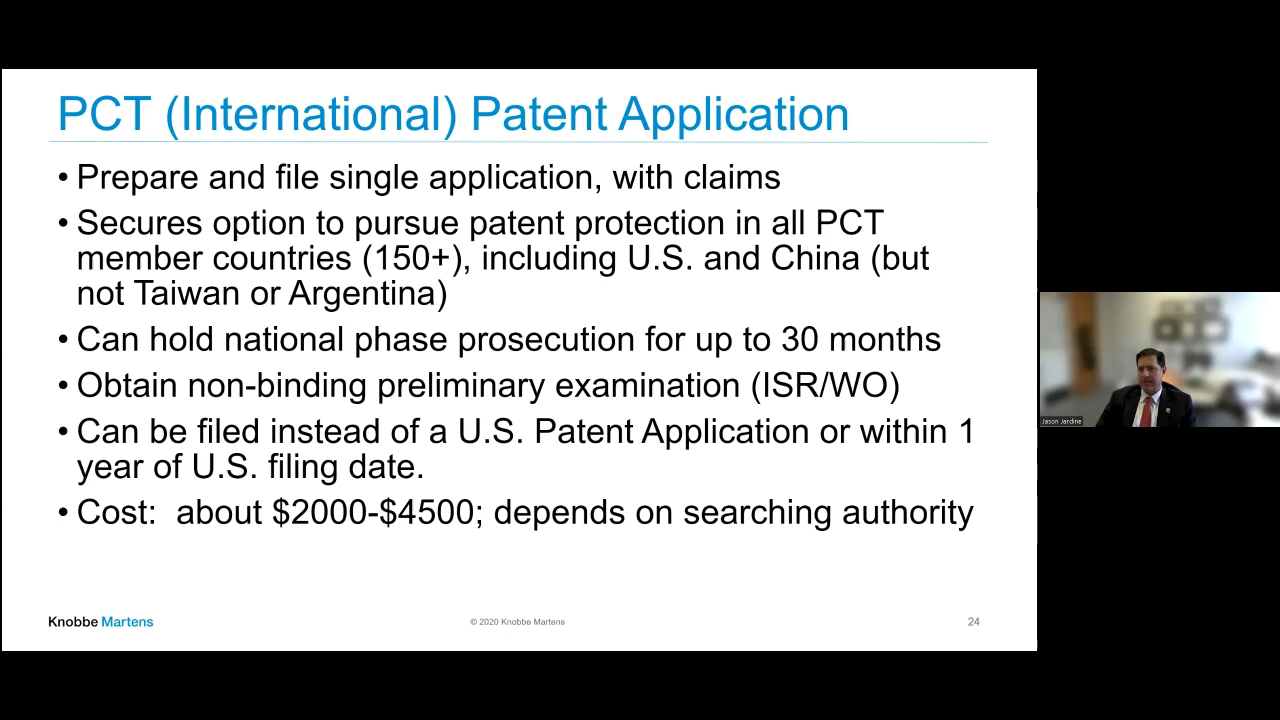 PCT (International) Patent Application
• Prepare and file single application, with claims
• Secures option to pursue patent protection in all PCT
member countries (150+), including U.S. and China (but
not Taiwan or Argentina)
• Can hold national phase prosecution for up to 30 months
• Obtain non-binding preliminary examination (ISR/WO)
• Can be filed instead of a U.S. Patent Application or within 1
year of U.S. filing date.
• Cost:  about $2000-$4500; depends on searching authority
Knobbe Martens
© 2020 Knobbe Martens
24
Jason Jardine